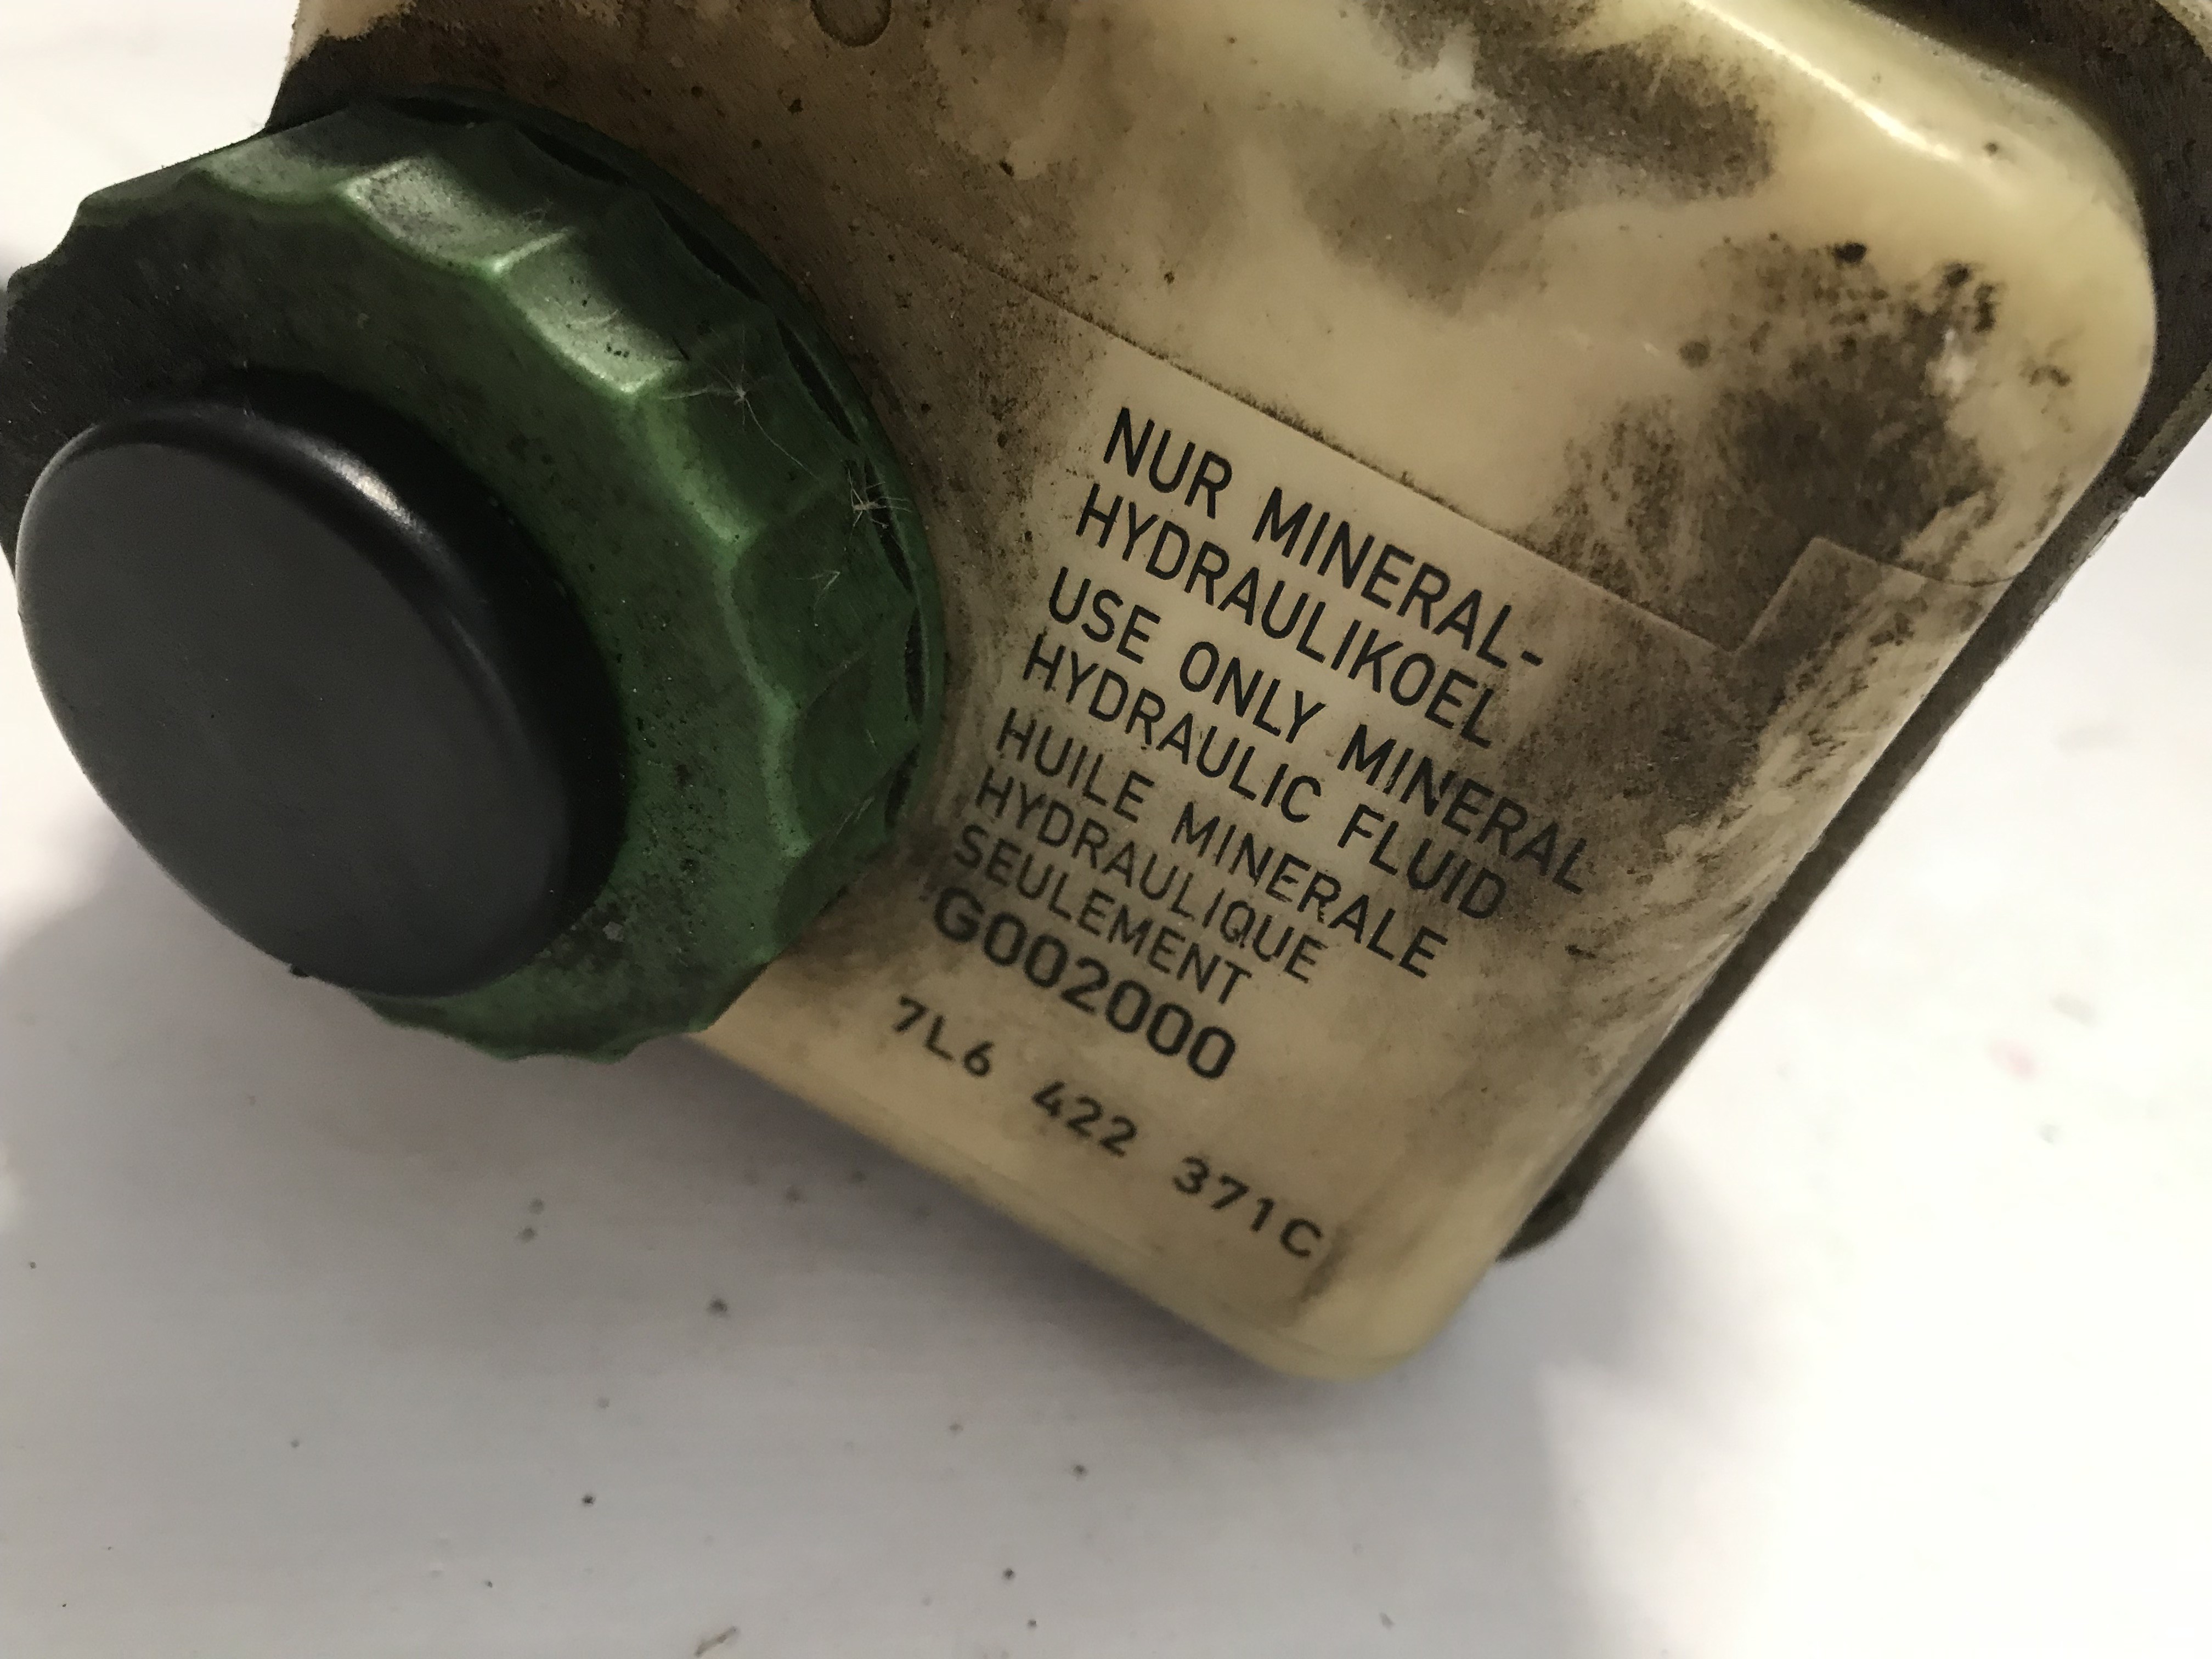 NUR MINERAL-
HYDRAULIKOEL
USE ONLY MINERAL
HYDRAULIC FLUID
HUILE MINERALE
HYDRAULIQUE
SEULEMENT
G002000
7L6 422 371C